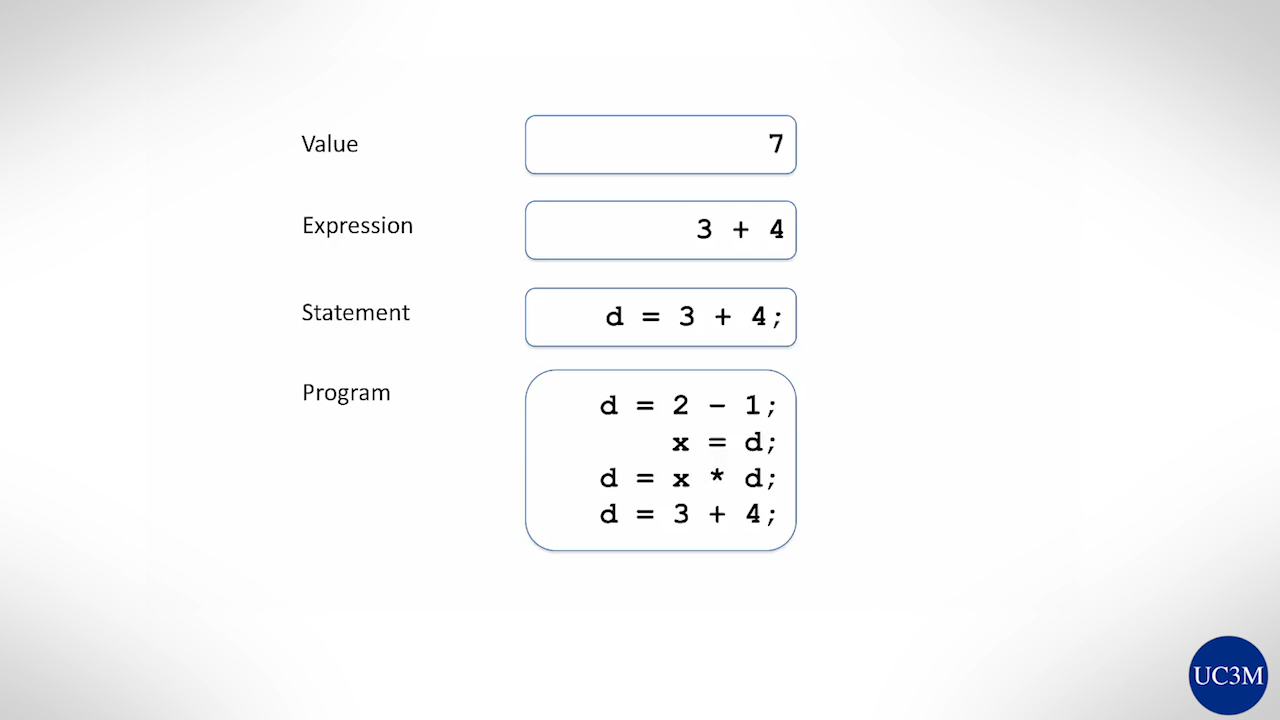 Value
7
Expression
3 + 4
Statement
d = 3 + 4;
Program
d = 2 - 1;
x = d;
d = x * d;
d = 3 + 4;
UC3M